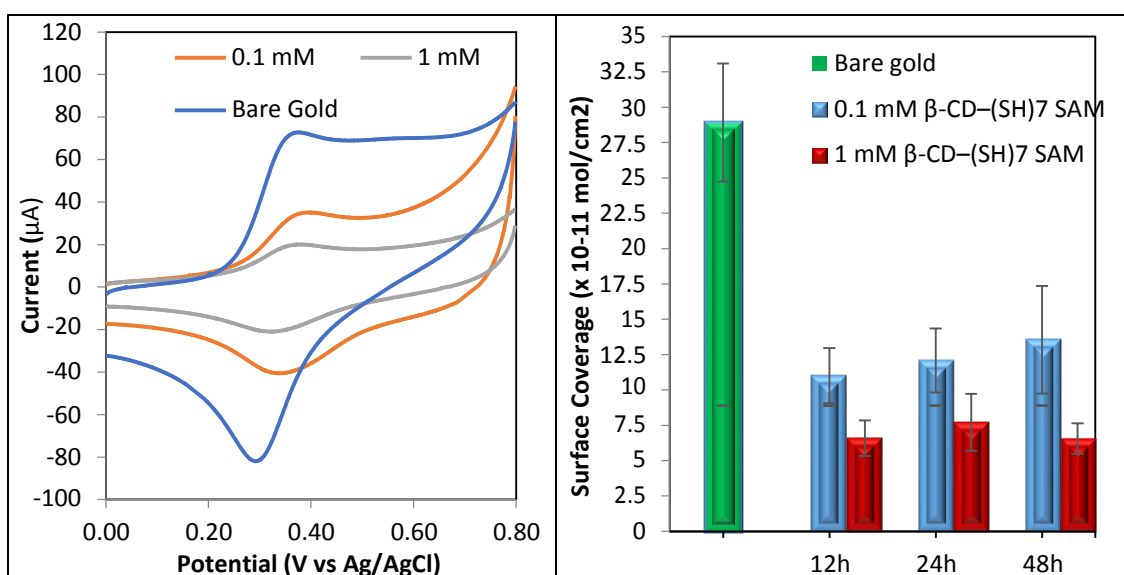 120
100
80
60
40
20
0
-20
-40
-60
-80
-100
Current (µA)
0.1 mM
1 mM
Bare Gold
0.00 0.20 0.40 0.60 0.80
Potential (V vs Ag/AgCl)
35
32.5
30
27.5
25
22.5
20
17.5
15
12.5
10
7.5
5
2.5
0
Surface Coverage (x 10-11 mol/cm2)
Bare gold
0.1 mM β-CD–(SH)7 SAM
1 mM β-CD–(SH)7 SAM
12h 24h 48h